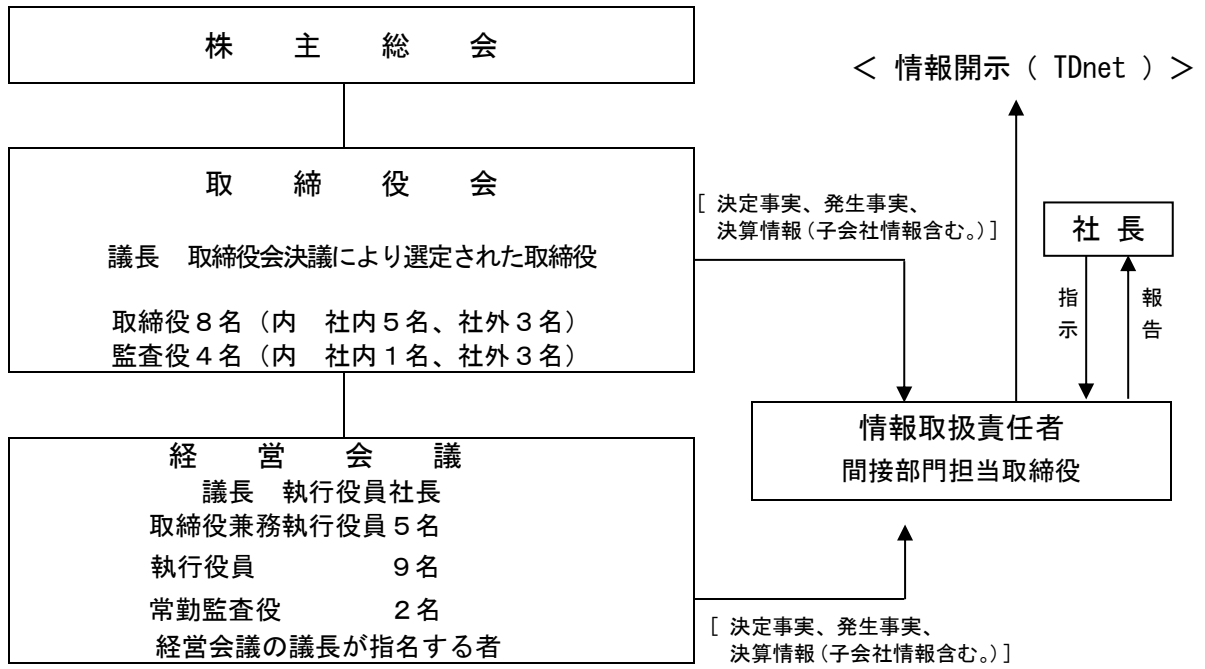 株　主　総　会
＜ 情報開示（ TDnet ）＞
取　締　役　会
議長　取締役会決議により選定された取締役
取締役８名（内　社内５名、社外３名）
監査役４名（内　社内１名、社外３名）
[ 決定事実、発生事実、
決算情報（子会社情報含む。）]
社 長
指示
報告
情報取扱責任者
間接部門担当取締役
経　営　会　議
議長　執行役員社長
取締役兼務執行役員５名
執行役員　９名
常勤監査役　２名
経営会議の議長が指名する者
[ 決定事実、発生事実、
決算情報（子会社情報含む。）]